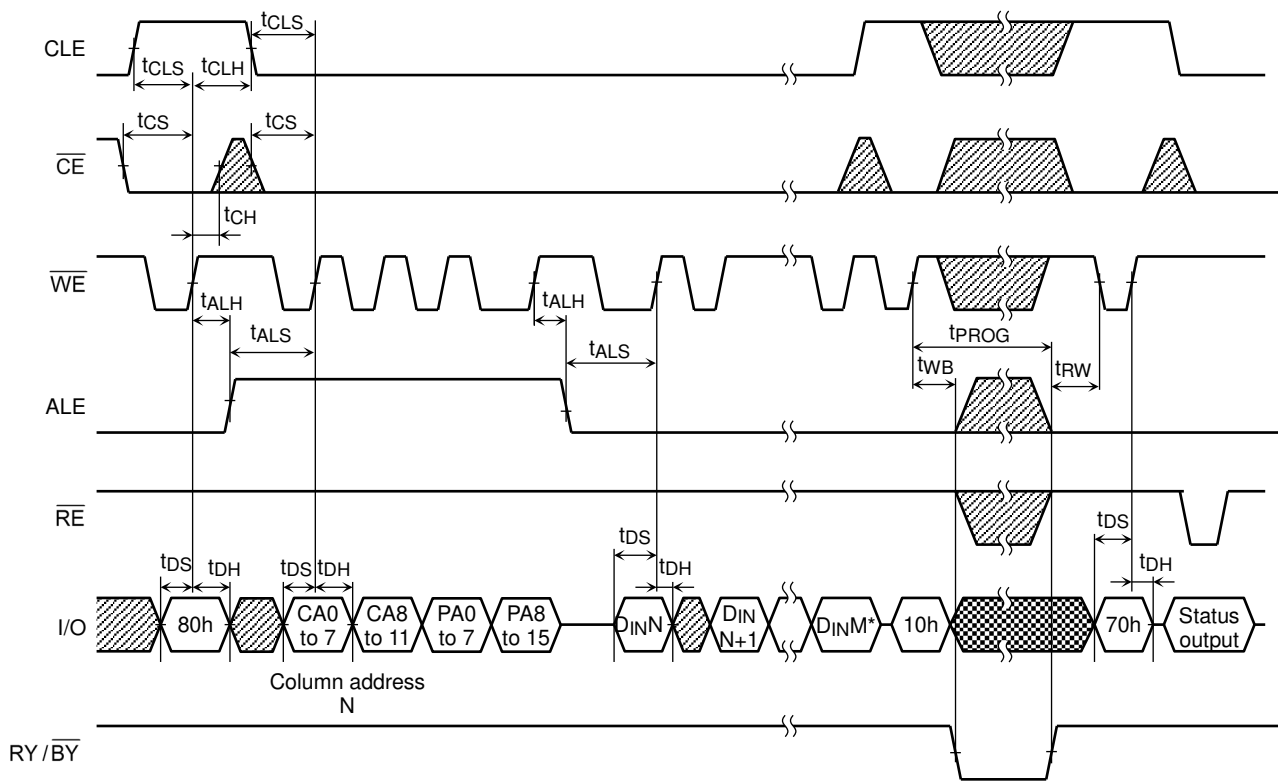 CLE
tCLS
tCLS tCLH
CE
tCS tCS
tCH
WE
tALH tALH
tALS tALS
tPROG
tWB tRW
ALE
RE
tDS tDH tDS tDH tDS tDH tDS tDH
I/O
80h
CA0
to 7
CA8
to 11
PA0
to 7
PA8
to 15
DINN
DIN
N+1
DINM*
10h
70h
Status
output
Column address
N
RY / BY